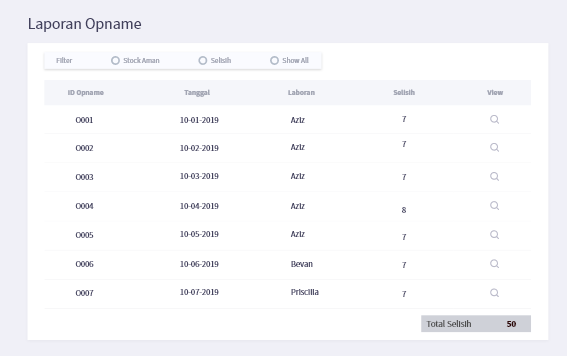 Laporan Opname
Filter Stock Aman Selisih Show All
ID Opname Tanggal Laboran Selisih View
O001 10-01-2019 Aziz 7
O002 10-02-2019 Aziz 7
O003 10-03-2019 Aziz 7
O004 10-04-2019 Aziz 8
O005 10-05-2019 Aziz 7
O006 10-06-2019 Bevan 7
O007 10-07-2019 Priscilla 7
Total Selisih 50